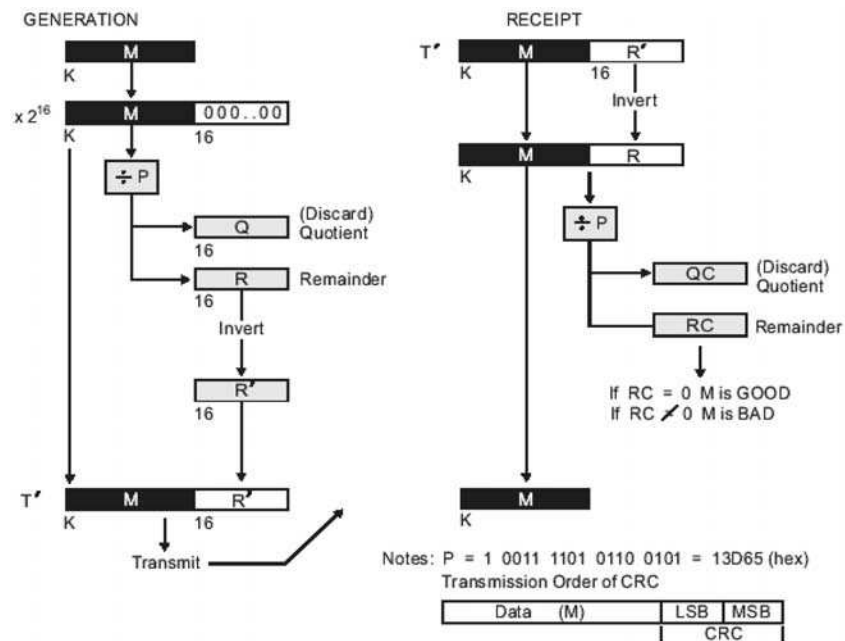 GENERATION
M
K
x 2¹⁶
M
000..00
K
16
÷ P
Q
16
(Discard)
Quotient
R
16
Remainder
Invert
R'
16
T'
M
R'
K
16
Transmit
RECEIPT
T'
M
R'
K
16
Invert
M
R
K
÷ P
QC
(Discard)
Quotient
RC
Remainder
If RC = 0 M is GOOD
If RC ≠ 0 M is BAD
M
K
Notes: P = 1 0011 1101 0110 0101 = 13D65 (hex)
Transmission Order of CRC
Data (M)
LSB
MSB
CRC